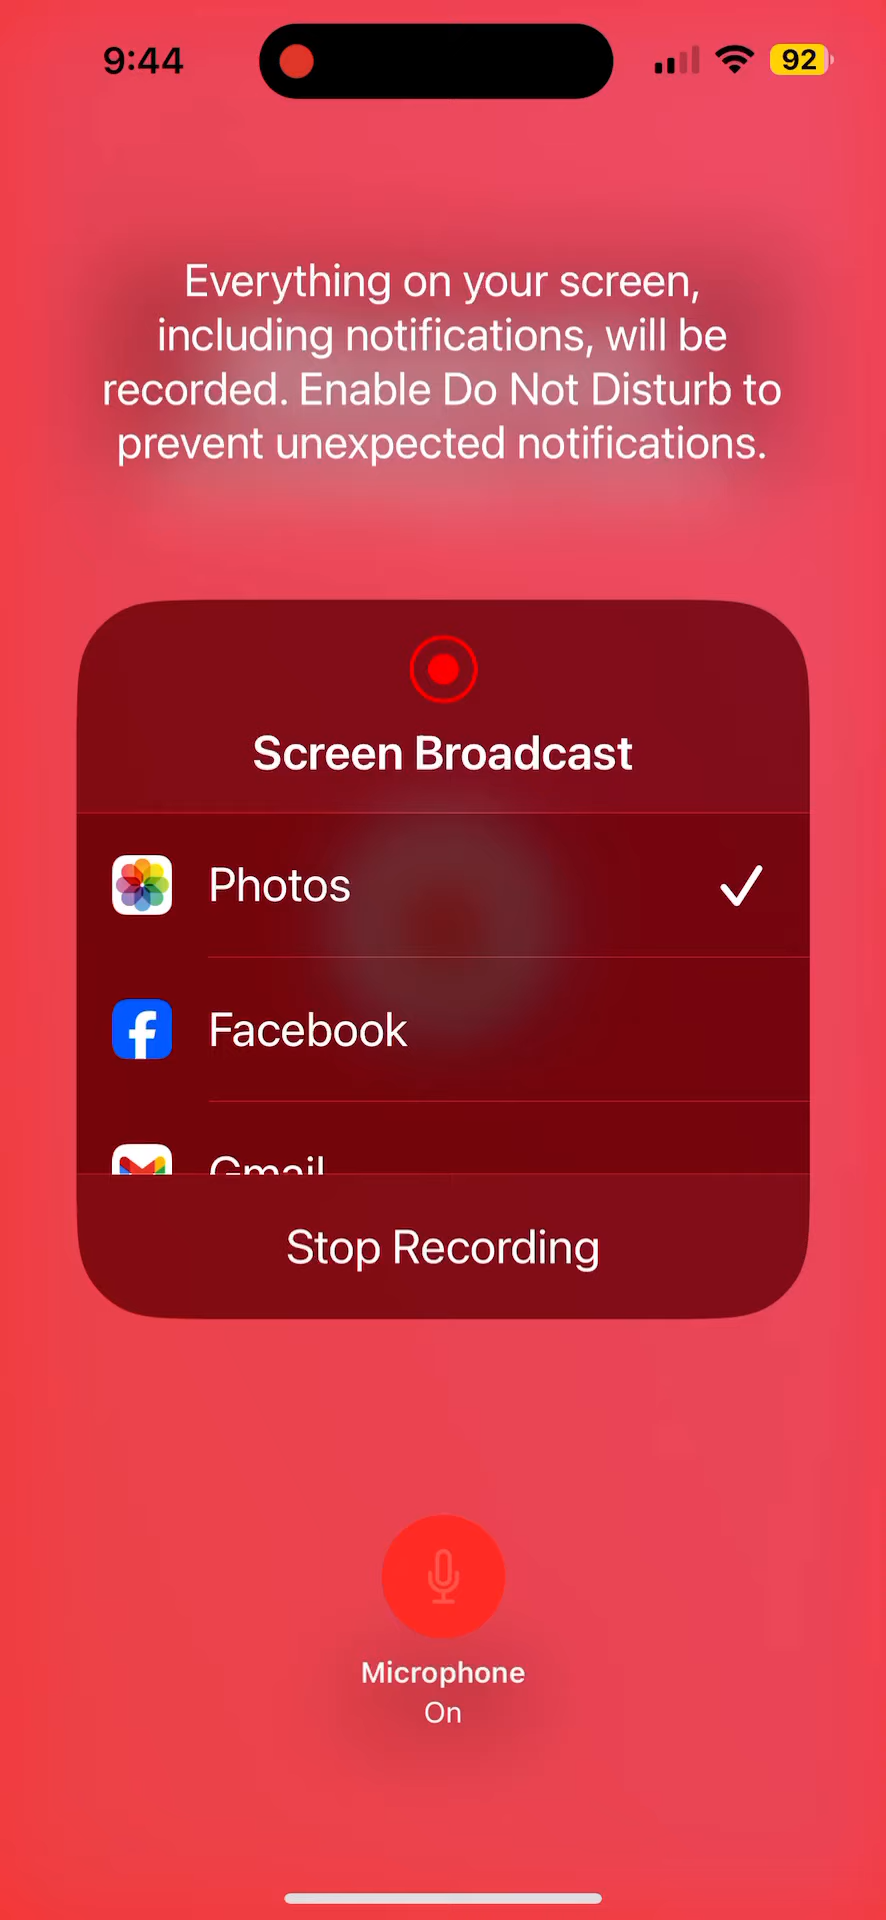 9:44
92
Everything on your screen,
including notifications, will be
recorded. Enable Do Not Disturb to
prevent unexpected notifications.
Screen Broadcast
Photos
Facebook
Gmail
Stop Recording
Microphone
On